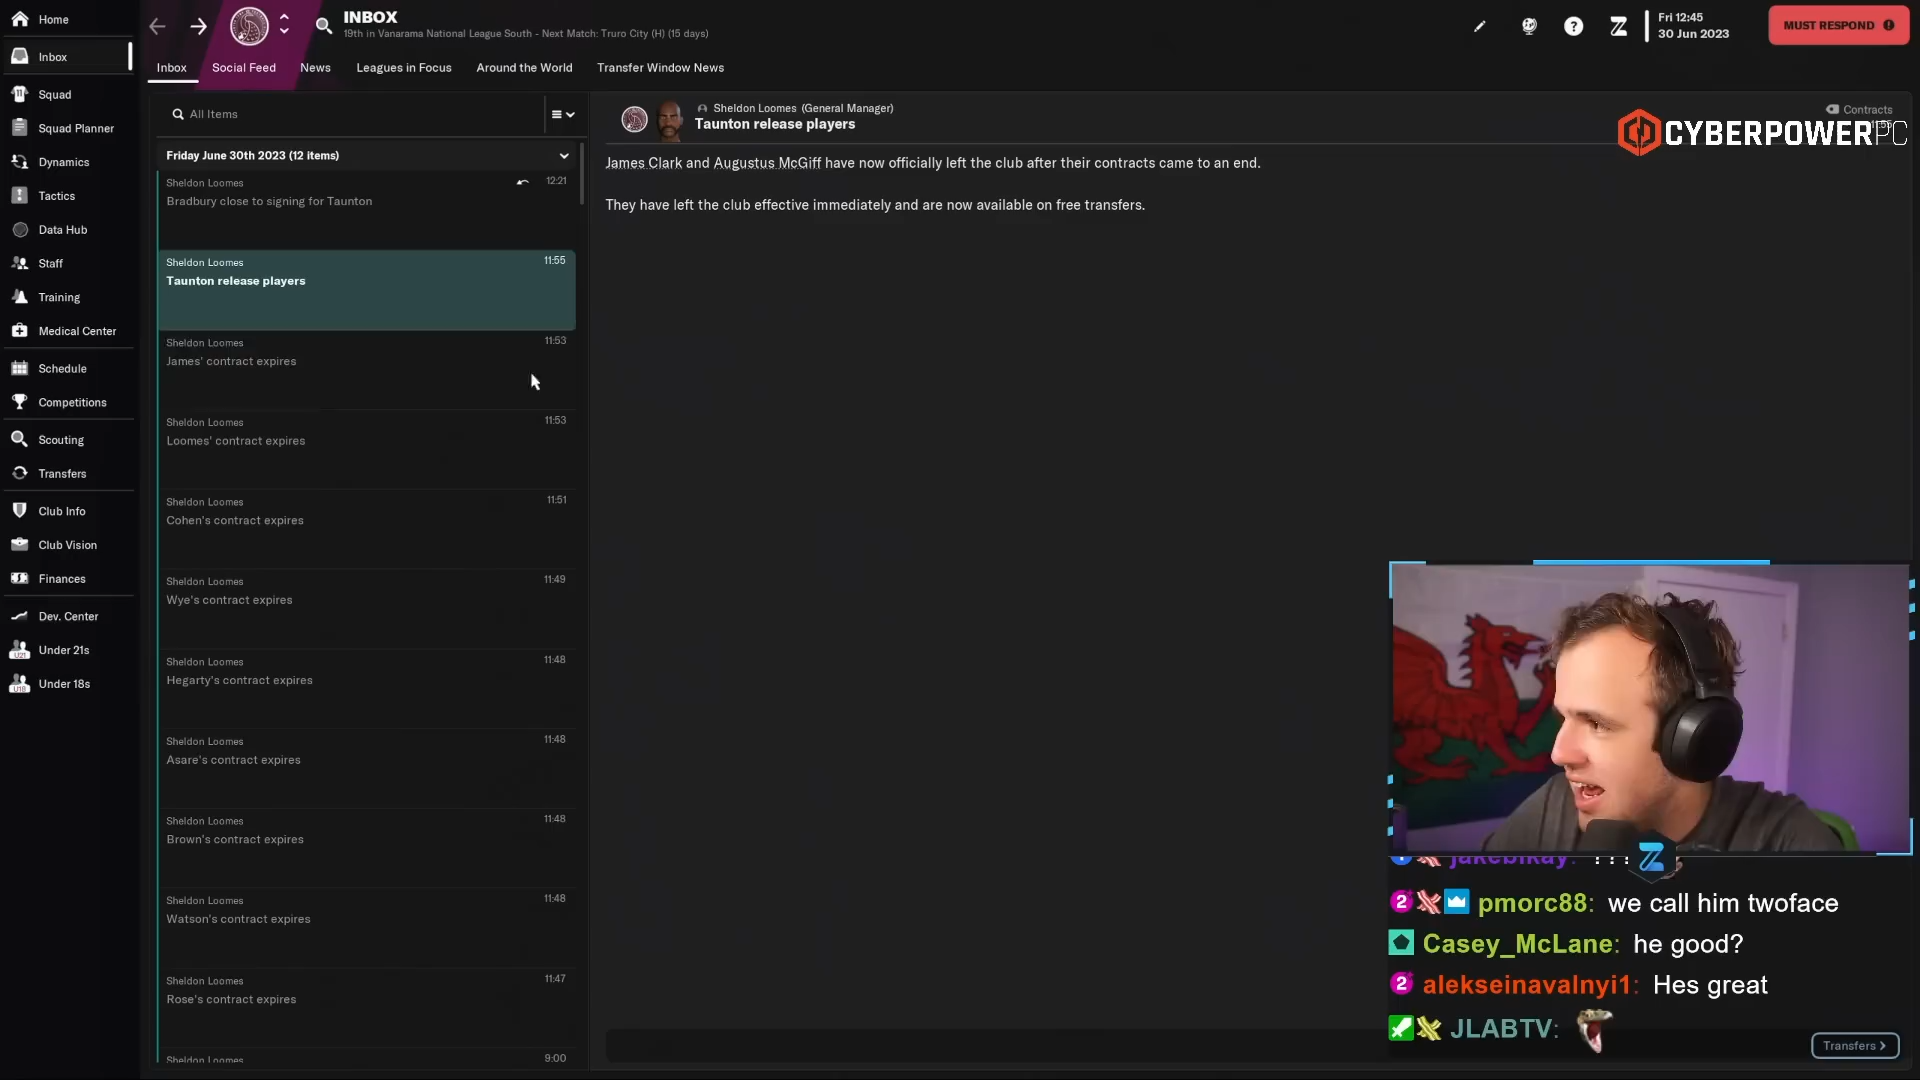 Home
Inbox
Squad
Squad Planner
Dynamics
Tactics
Data Hub
Staff
Training
Medical Center
Schedule
Competitions
Scouting
Transfers
Club Info
Club Vision
Finances
Dev. Center
U21
Under 21s
U18
Under 18s
INBOX
19th in Vanarama National League South - Next Match: Truro City (H) (15 days)
Fri 12:45
30 Jun 2023
MUST RESPOND
Inbox
Social Feed
News
Leagues in Focus
Around the World
Transfer Window News
All Items
Friday June 30th 2023 (12 items)
Sheldon Loomes 12:21
Bradbury close to signing for Taunton
Sheldon Loomes 11:55
Taunton release players
Sheldon Loomes 11:53
James' contract expires
Sheldon Loomes 11:53
Loomes' contract expires
Sheldon Loomes 11:51
Cohen's contract expires
Sheldon Loomes 11:49
Wye's contract expires
Sheldon Loomes 11:48
Hegarty's contract expires
Sheldon Loomes 11:48
Asare's contract expires
Sheldon Loomes 11:48
Brown's contract expires
Sheldon Loomes 11:48
Watson's contract expires
Sheldon Loomes 11:47
Rose's contract expires
Sheldon Loomes 9:00
Sheldon Loomes (General Manager)
Taunton release players
Contracts
CYBERPOWERPC
James Clark and Augustus McGiff have now officially left the club after their contracts came to an end.
They have left the club effective immediately and are now available on free transfers.
jakebikay: ???
2 pmorc88: we call him twoface
Casey_McLane: he good?
2 alekseinavalnyi1: Hes great
JLABTV:
Transfers